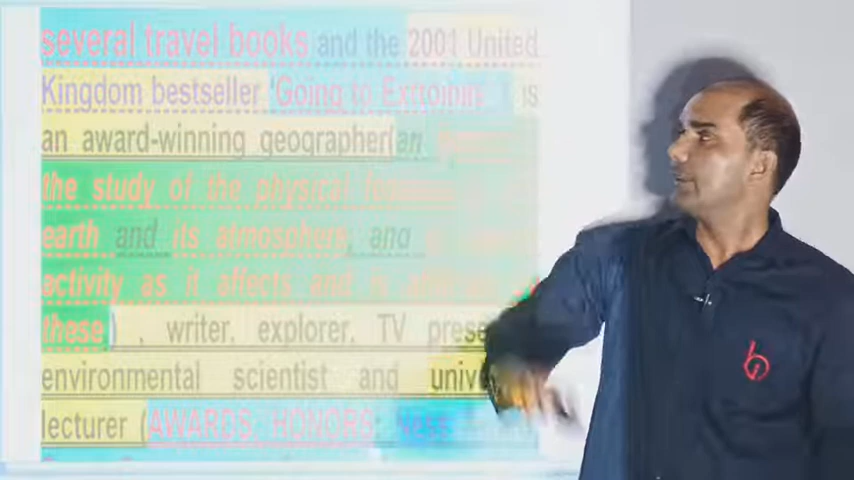 several travel books and the 2001 United
Kingdom bestseller 'Going to Extremes' is
an award-winning geographer(an
the study of the physical
earth and its atmosphere, and
activity as it affects and is
these) , writer, explorer, TV
environmental scientist and
lecturer (AWARDS, HONORS: Ness